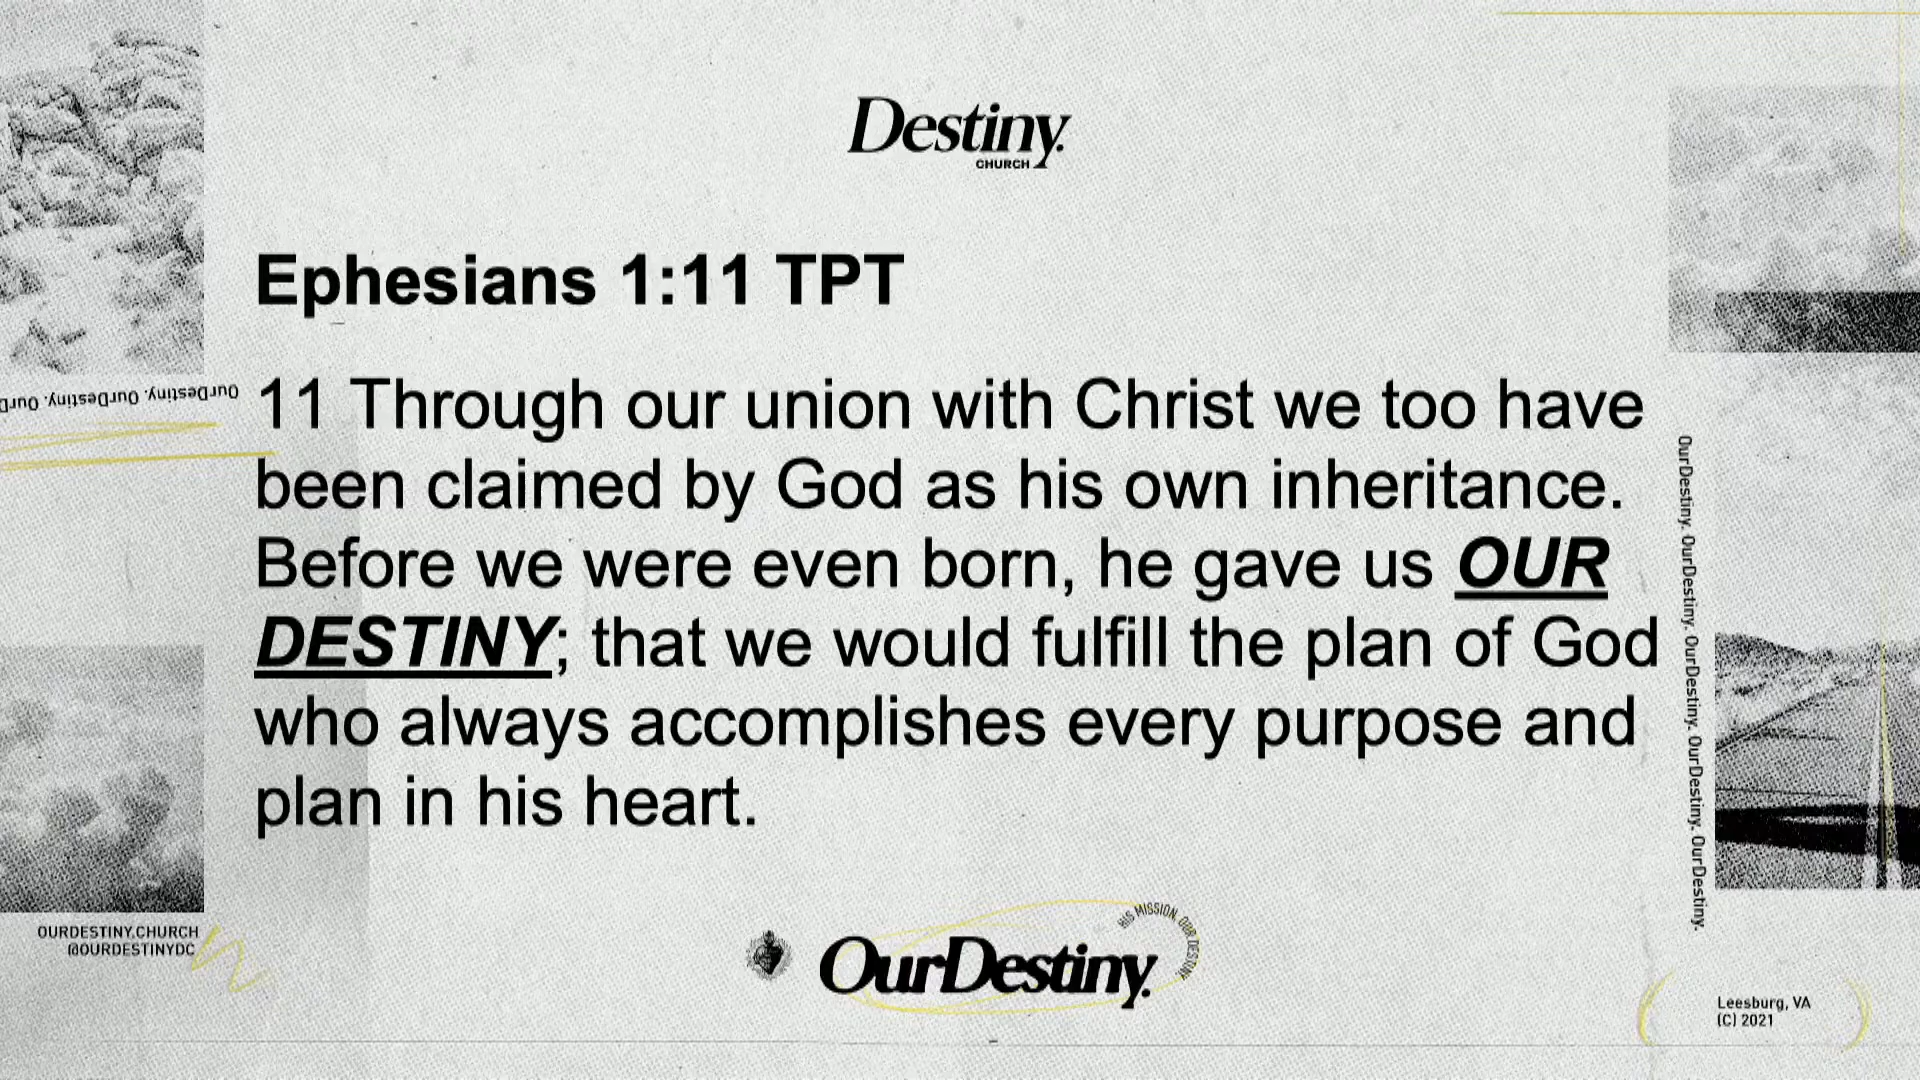 Destiny.
CHURCH
Ephesians 1:11 TPT
11 Through our union with Christ we too have
been claimed by God as his own inheritance.
Before we were even born, he gave us OUR
DESTINY; that we would fulfill the plan of God
who always accomplishes every purpose and
plan in his heart.
OurDestiny. OurDestiny. OurD
OurDestiny. OurDestiny. OurDestiny. OurDestiny. OurDestiny.
OURDESTINY.CHURCH
@OURDESTINYDC
HIS MISSION. OUR DESTINY.
OurDestiny.
Leesburg, VA
(C) 2021